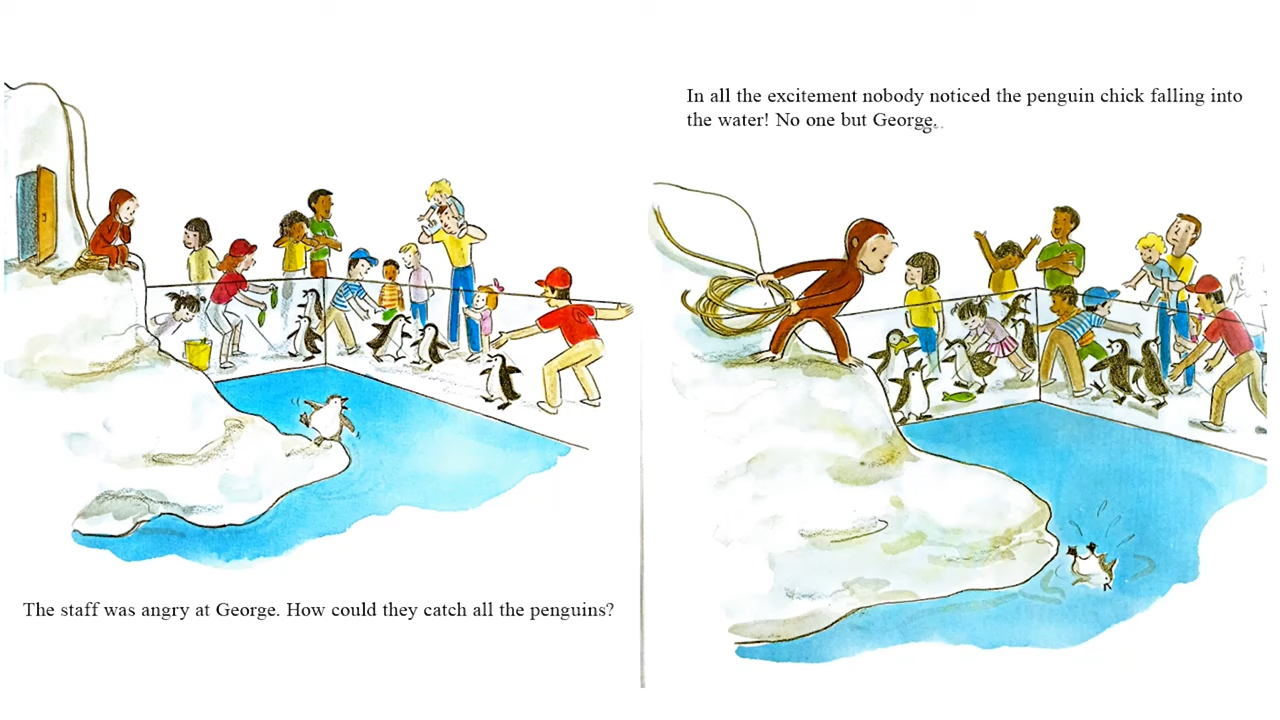 The staff was angry at George. How could they catch all the penguins?
In all the excitement nobody noticed the penguin chick falling into
the water! No one but George.